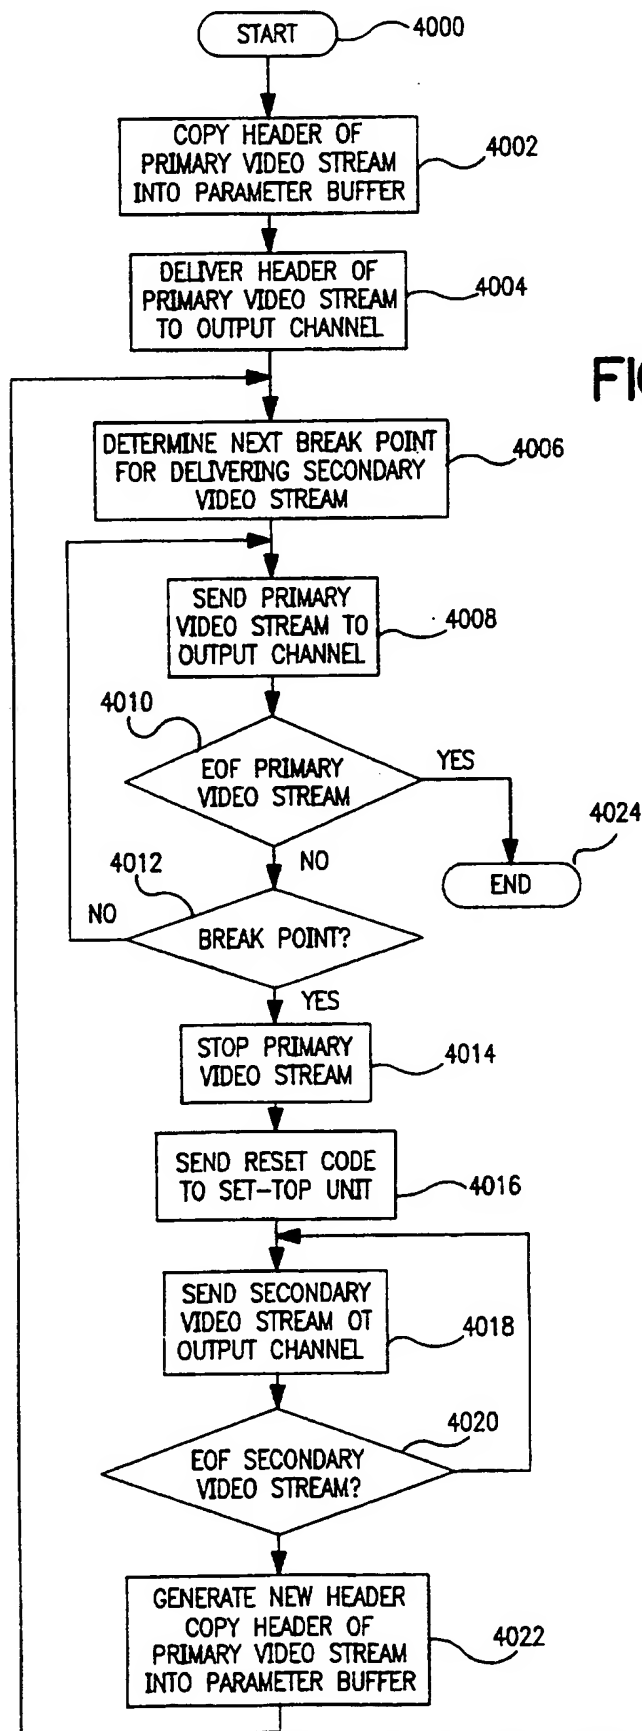 START
4000
COPY HEADER OF
PRIMARY VIDEO STREAM
INTO PARAMETER BUFFER
4002
DELIVER HEADER OF
PRIMARY VIDEO STREAM
TO OUTPUT CHANNEL
4004
FIG
DETERMINE NEXT BREAK POINT
FOR DELIVERING SECONDARY
VIDEO STREAM
4006
SEND PRIMARY
VIDEO STREAM TO
OUTPUT CHANNEL
4008
4010
EOF PRIMARY
VIDEO STREAM
YES
4024
END
NO
4012
NO
BREAK POINT?
YES
STOP PRIMARY
VIDEO STREAM
4014
SEND RESET CODE
TO SET-TOP UNIT
4016
SEND SECONDARY
VIDEO STREAM OT
OUTPUT CHANNEL
4018
4020
EOF SECONDARY
VIDEO STREAM?
GENERATE NEW HEADER
COPY HEADER OF
PRIMARY VIDEO STREAM
INTO PARAMETER BUFFER
4022